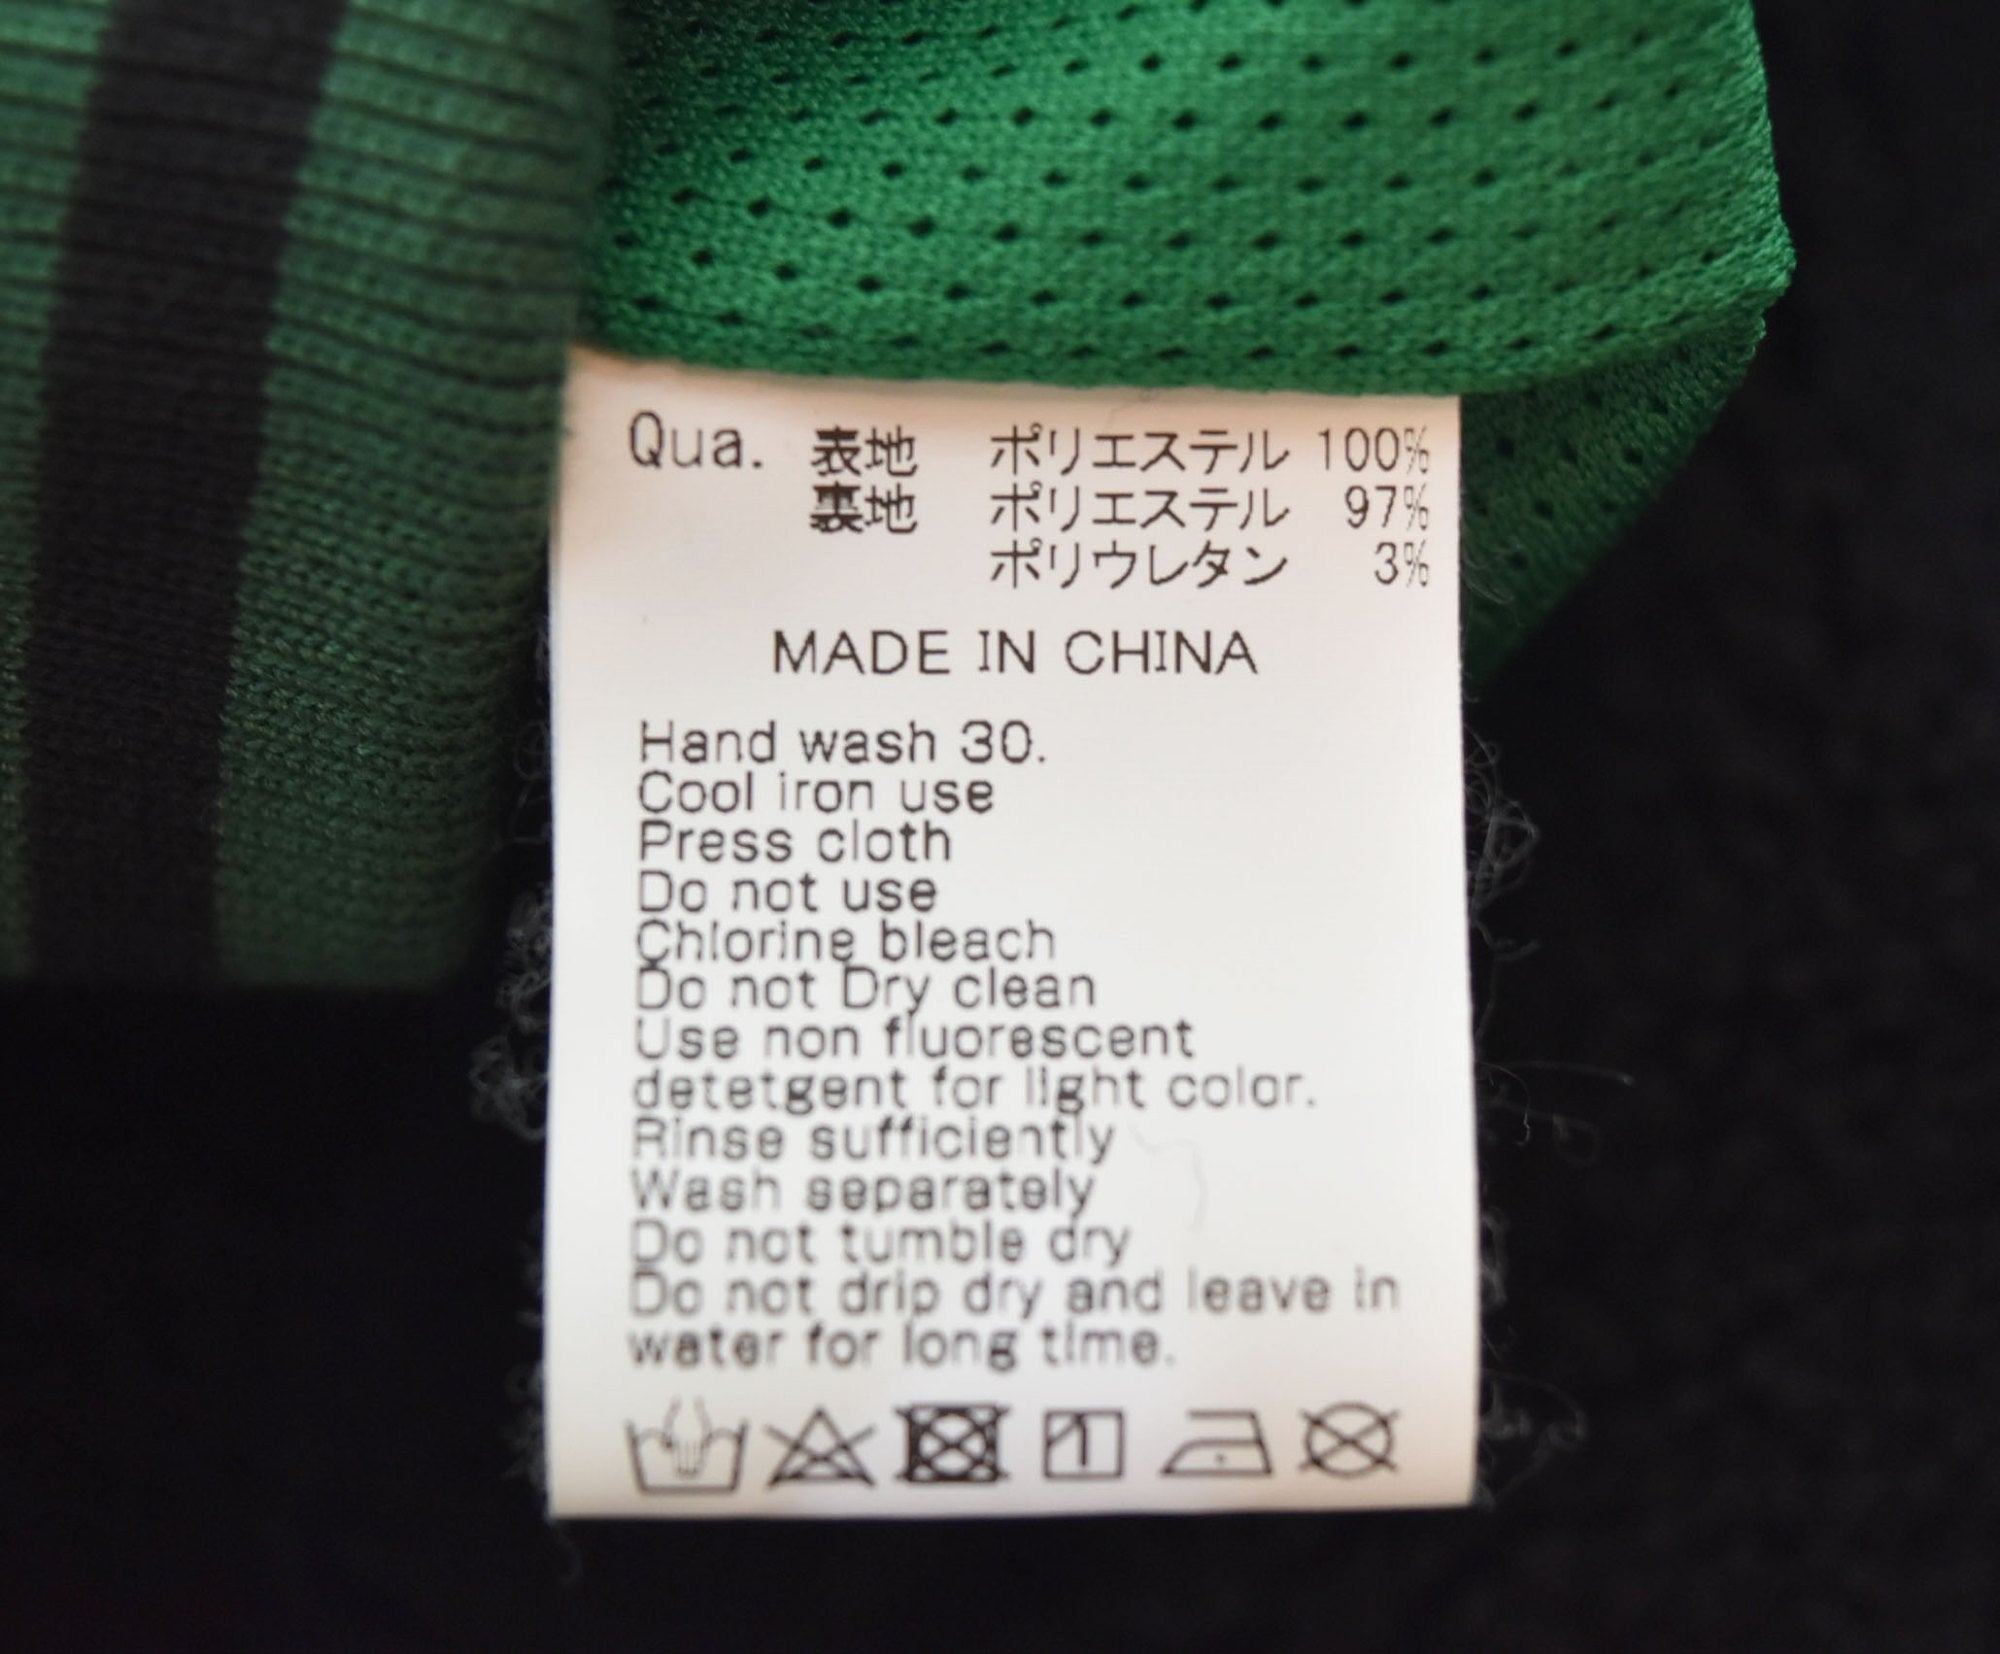 Qua. 表地 ポリエステル 100%
裏地 ポリエステル 97%
ポリウレタン 3%
MADE IN CHINA
Hand wash 30.
Cool iron use
Press cloth
Do not use
Chlorine bleach
Do not Dry clean
Use non fluorescent
detetgent for light color.
Rinse sufficiently
Wash separately
Do not tumble dry
Do not drip dry and leave in
water for long time.